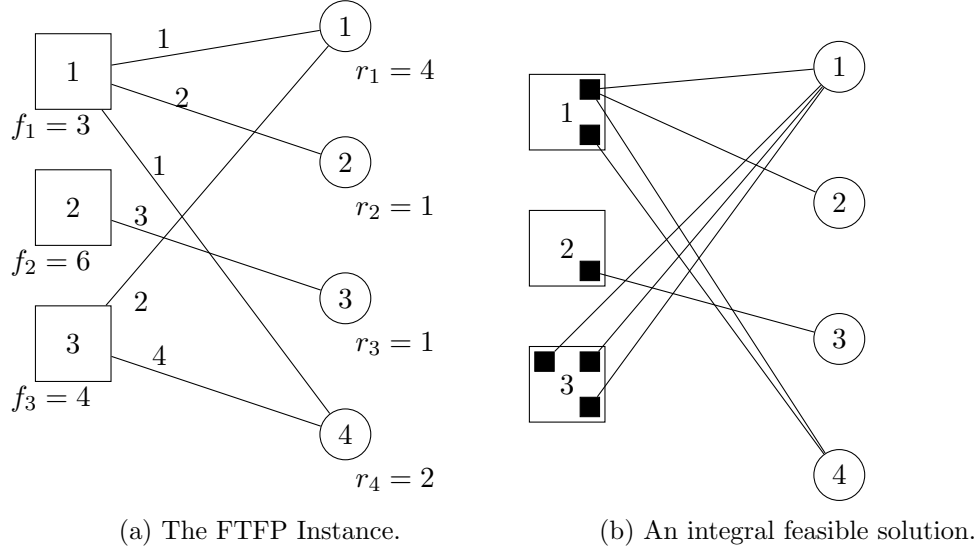 1
1
1
r₁ = 4
2
f₁ = 3
1
2
r₂ = 1
2
3
f₂ = 6
3
r₃ = 1
2
3
4
f₃ = 4
4
r₄ = 2
(a) The FTFP Instance.
1
1
2
2
3
3
4
(b) An integral feasible solution.